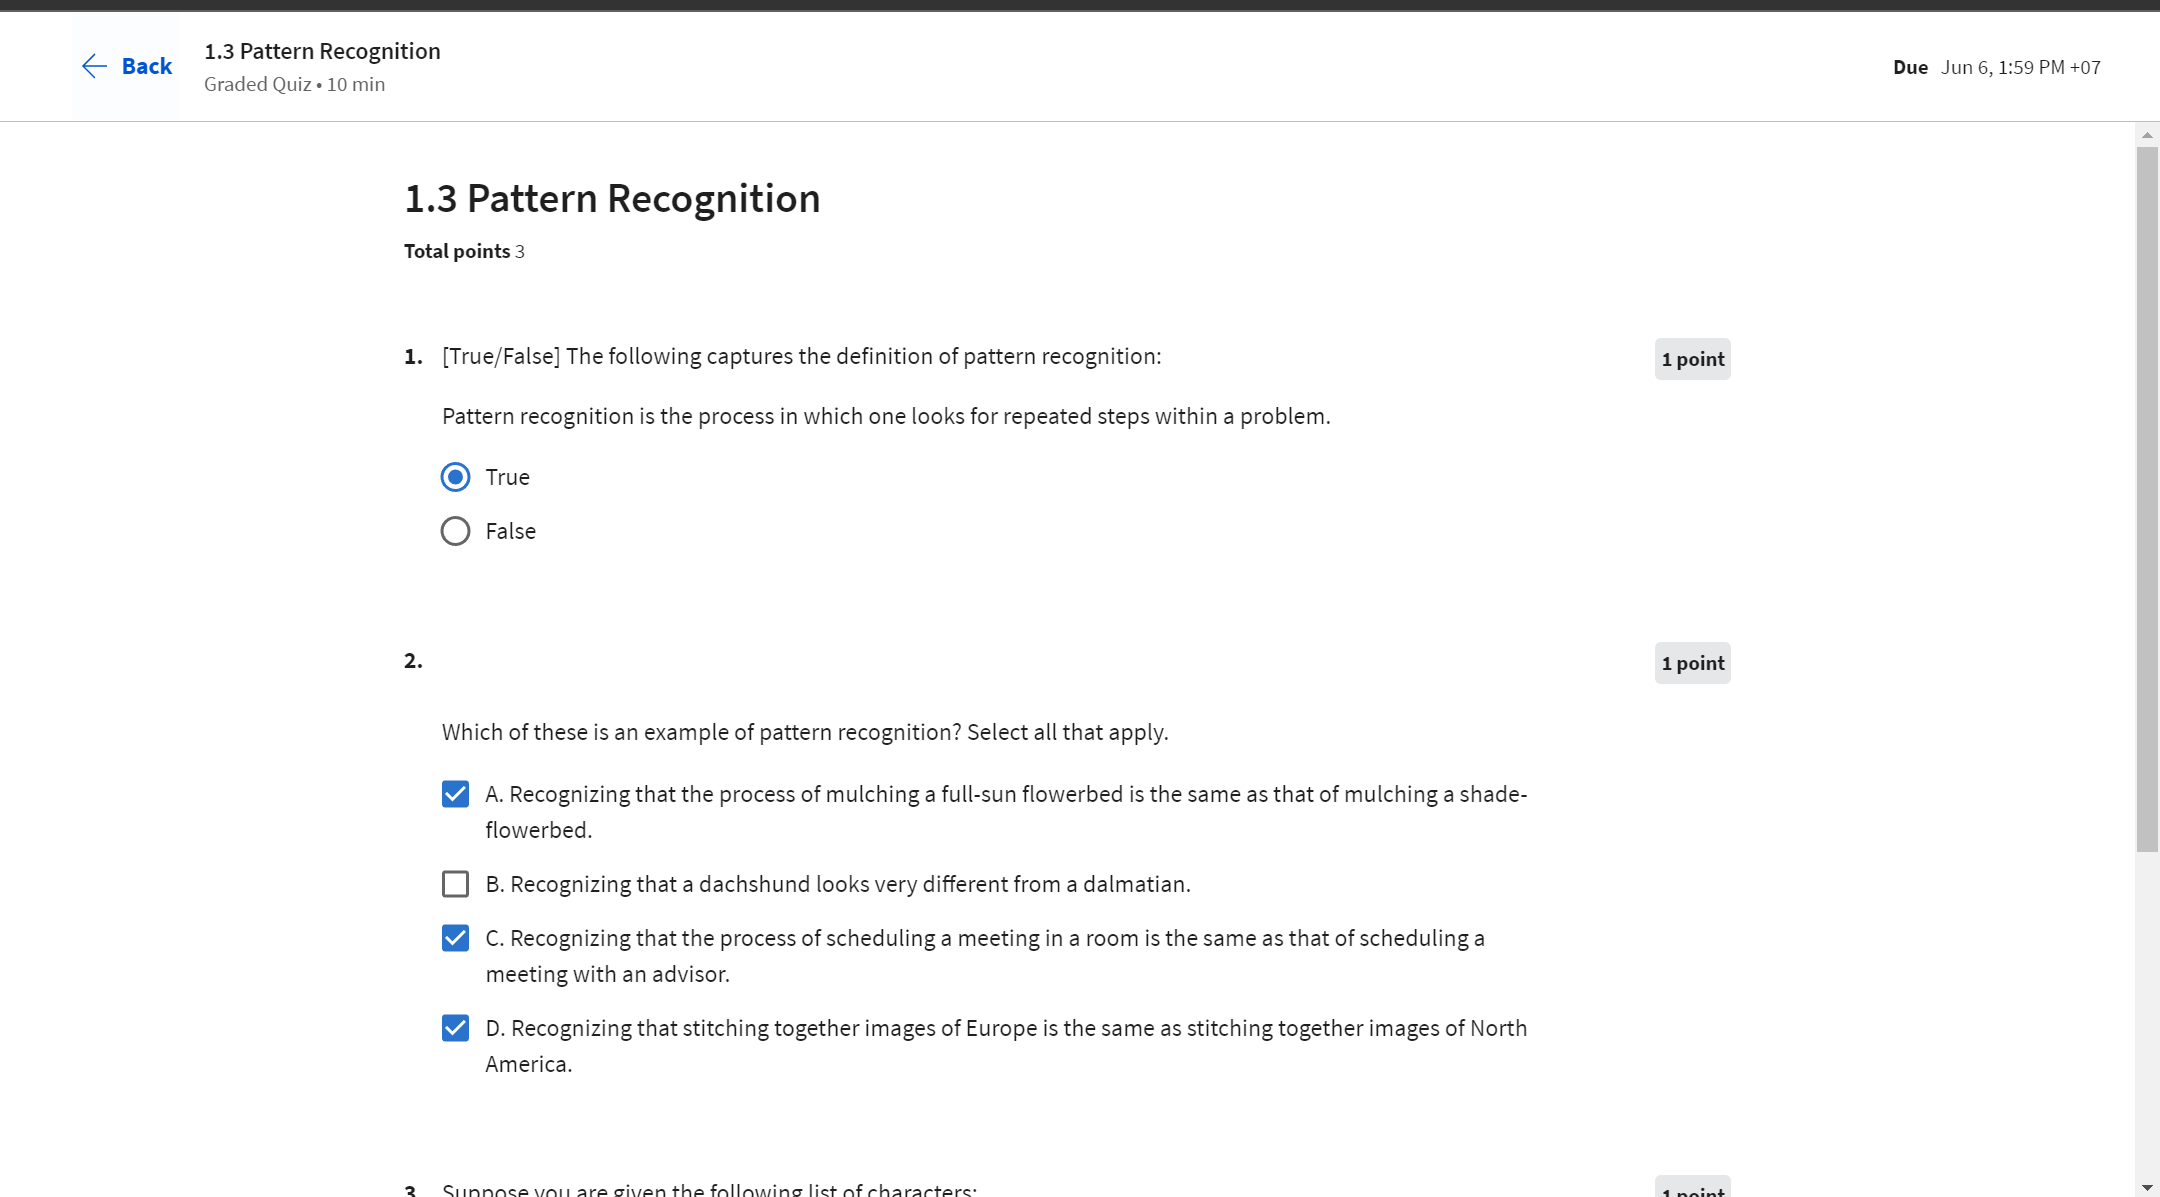 Back
1.3 Pattern Recognition
Graded Quiz • 10 min
Due Jun 6, 1:59 PM +07
1.3 Pattern Recognition
Total points 3
1. [True/False] The following captures the definition of pattern recognition:
1 point
Pattern recognition is the process in which one looks for repeated steps within a problem.
True
False
2.
1 point
Which of these is an example of pattern recognition? Select all that apply.
A. Recognizing that the process of mulching a full-sun flowerbed is the same as that of mulching a shade-
flowerbed.
B. Recognizing that a dachshund looks very different from a dalmatian.
C. Recognizing that the process of scheduling a meeting in a room is the same as that of scheduling a
meeting with an advisor.
D. Recognizing that stitching together images of Europe is the same as stitching together images of North
America.
3. Suppose you are given the following list of characters:
1 point